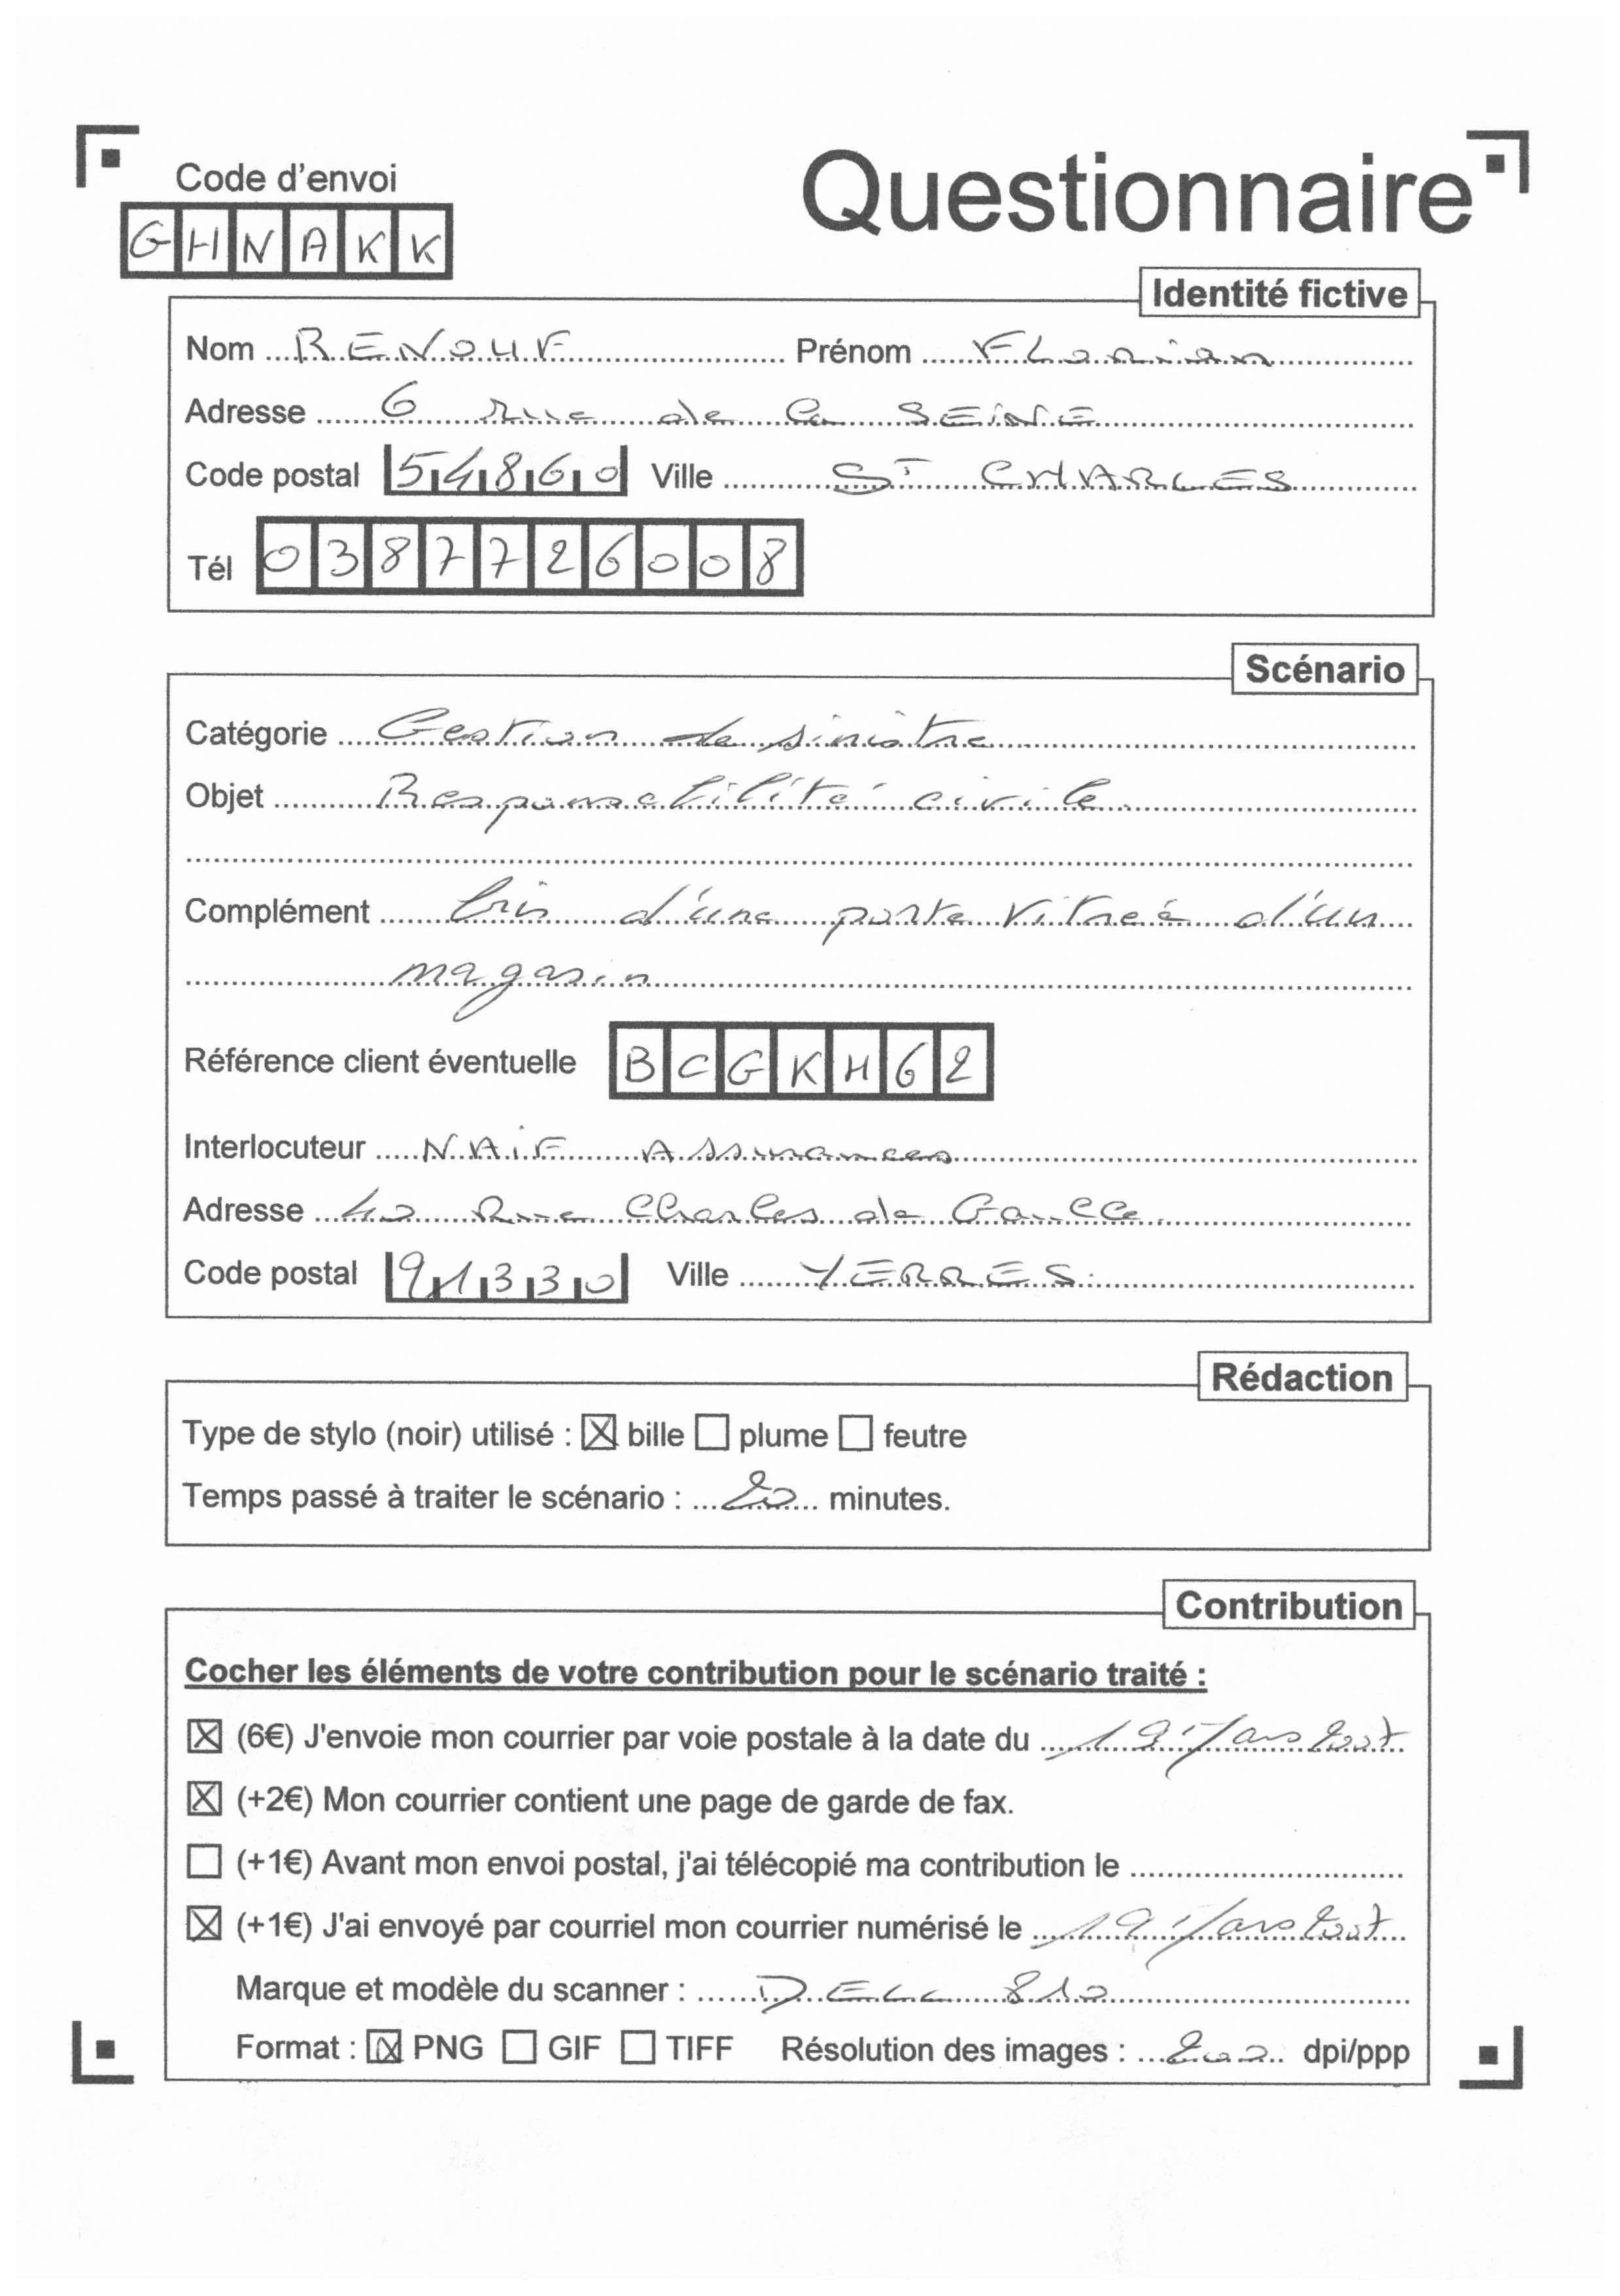 Code d'envoi
Questionnaire
GHNAKK
Identité fictive
Nom RENOUF Prénom Florian
Adresse 6 rue de la SEINE
Code postal 54860 Ville ST CHARLES
Tél 0387726008
Scénario
Catégorie Gestion de sinistre
Objet Responsabilité civile
Complément bris d'une porte vitrée d'un
magasin
Référence client éventuelle BCGKH62
Interlocuteur NAiF Assurances
Adresse 40 Rue Charles de Gaulle
Code postal 91330 Ville YERRES
Rédaction
Type de stylo (noir) utilisé : ☒ bille ☐ plume ☐ feutre
Temps passé à traiter le scénario : 20 minutes.
Contribution
Cocher les éléments de votre contribution pour le scénario traité :
☒ (6€) J'envoie mon courrier par voie postale à la date du 19
☒ (+2€) Mon courrier contient une page de garde de fax.
☐ (+1€) Avant mon envoi postal, j'ai télécopié ma contribution le
☒ (+1€) J'ai envoyé par courriel mon courrier numérisé le 19
Marque et modèle du scanner : DELL 810
Format : ☒ PNG ☐ GIF ☐ TIFF Résolution des images : 200 dpi/ppp